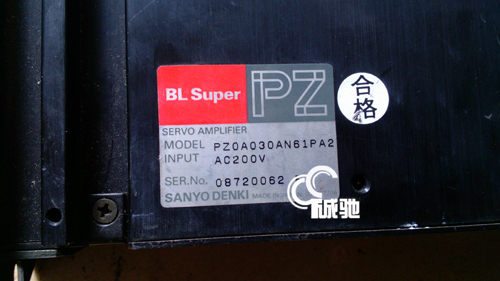 BL Super PZ
合格
SERVO AMPLIFIER
MODEL PZ0A030AN61PA2
INPUT AC200V
SER.No. 08720062
SANYO DENKI MADE IN
诚驰